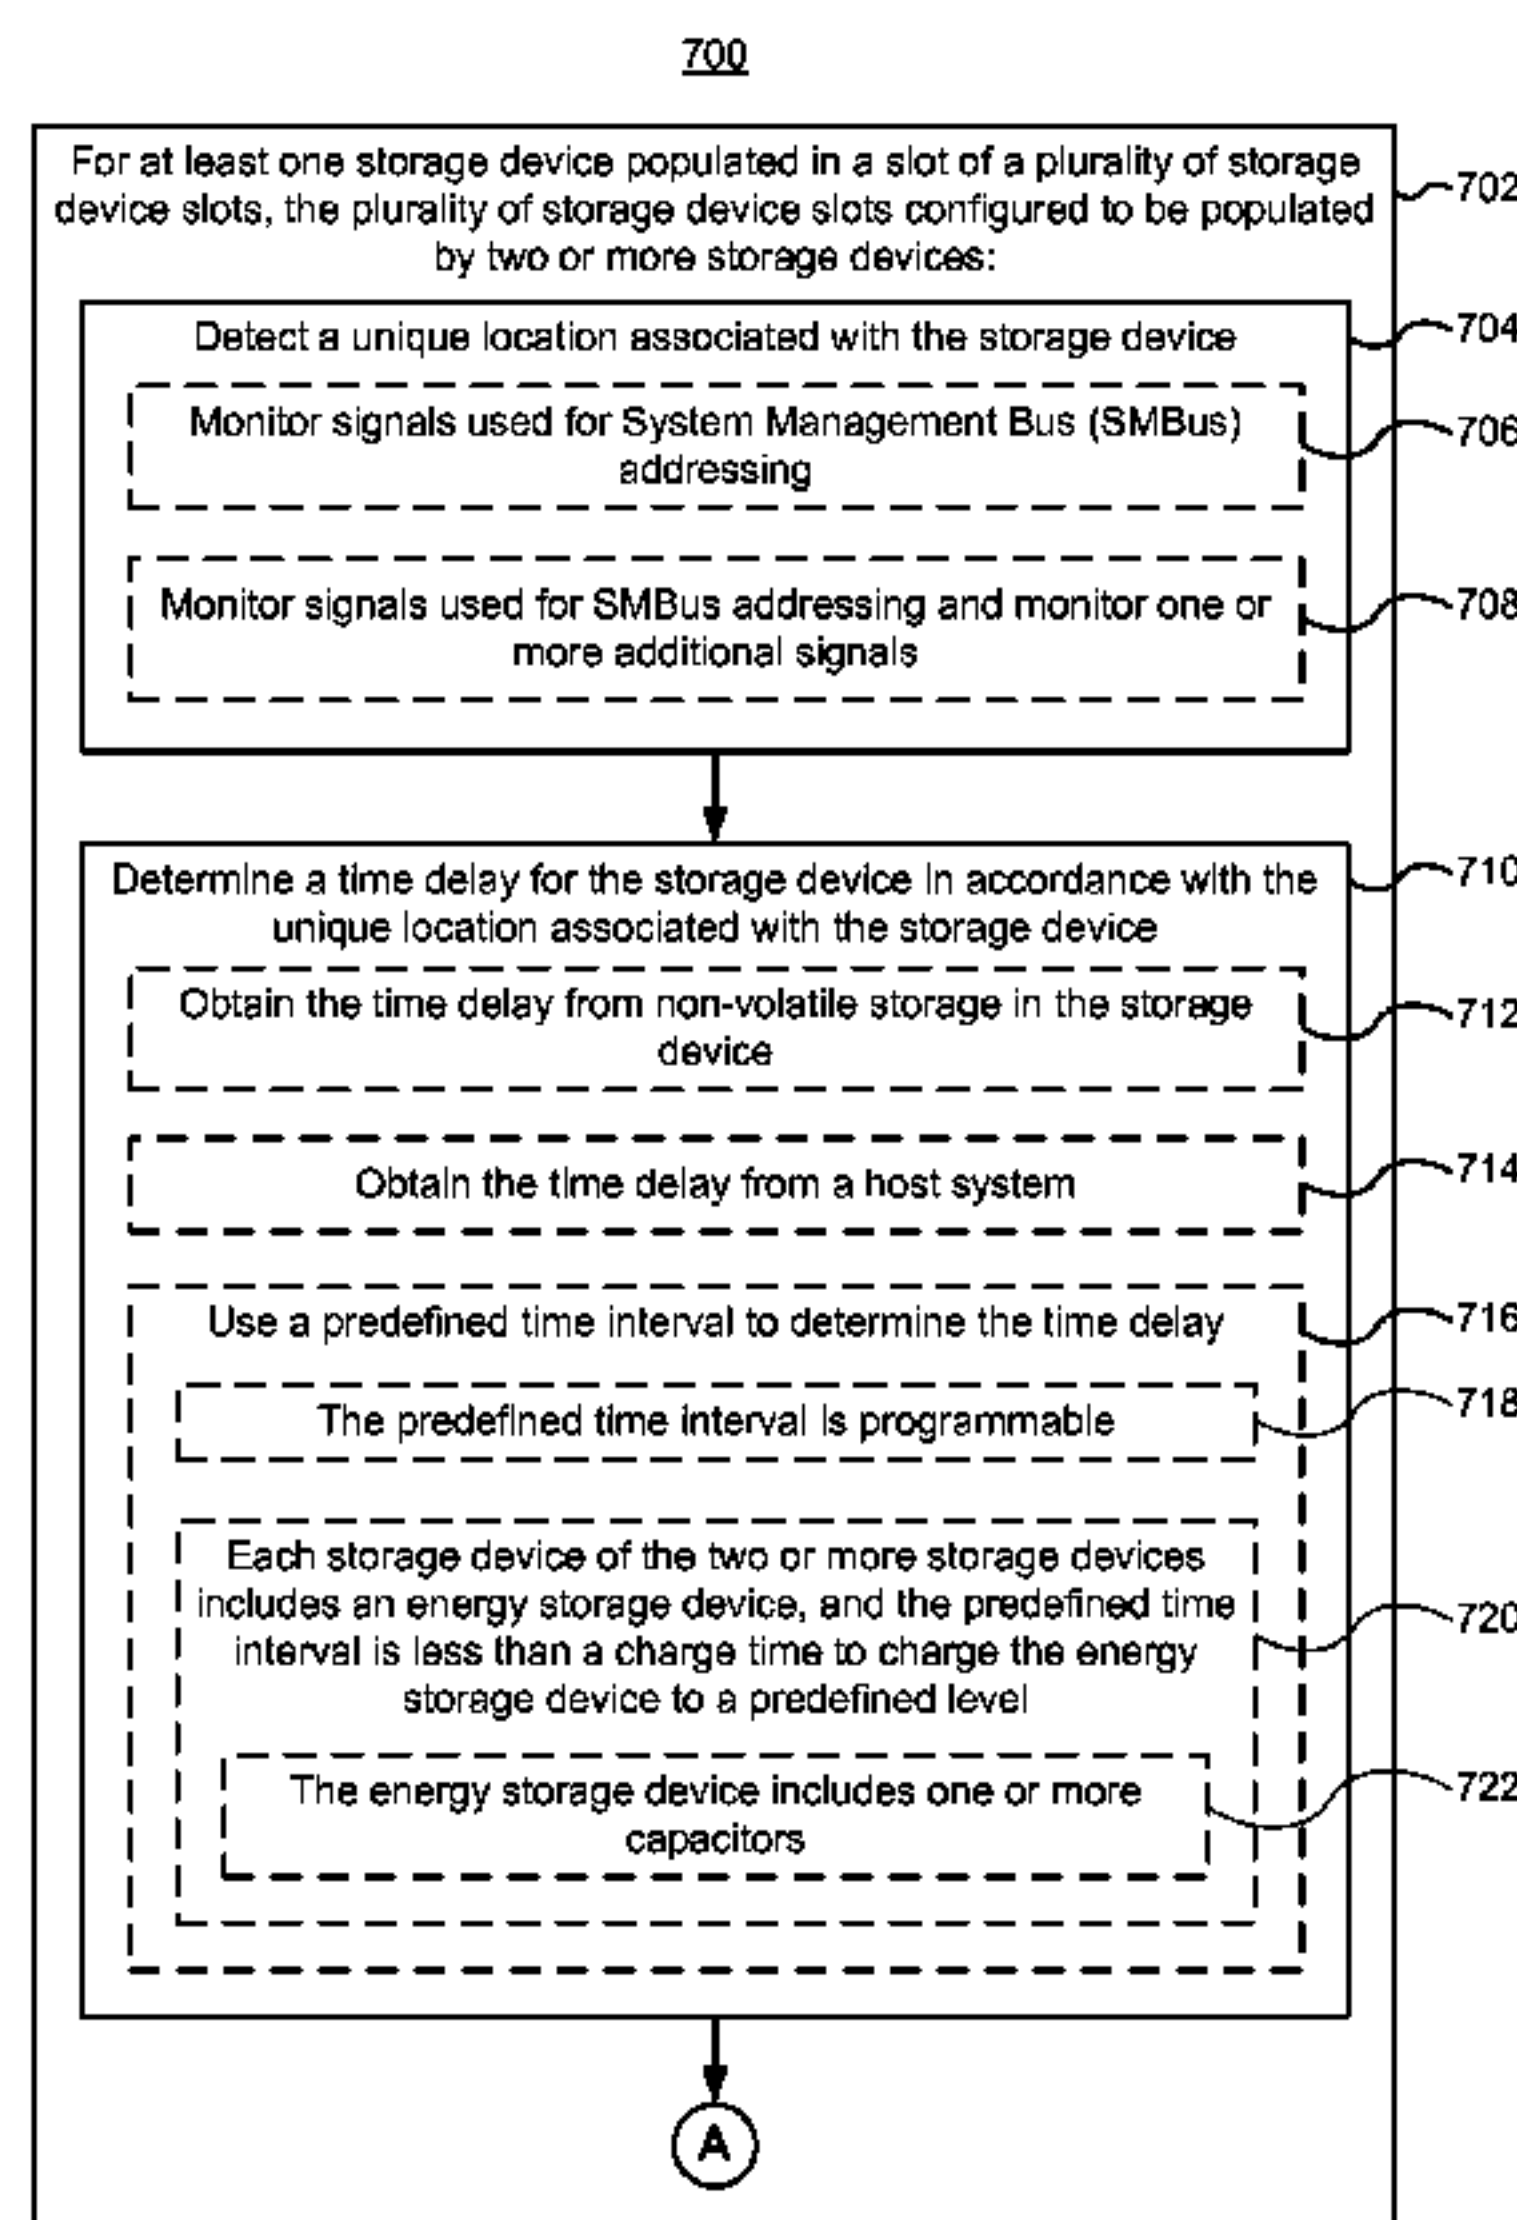 700
For at least one storage device populated in a slot of a plurality of storage
device slots, the plurality of storage device slots configured to be populated
by two or more storage devices:
702
Detect a unique location associated with the storage device
704
Monitor signals used for System Management Bus (SMBus)
addressing
706
Monitor signals used for SMBus addressing and monitor one or
more additional signals
708
Determine a time delay for the storage device in accordance with the
unique location associated with the storage device
710
Obtain the time delay from non-volatile storage in the storage
device
712
Obtain the time delay from a host system
714
Use a predefined time interval to determine the time delay
716
The predefined time interval is programmable
718
Each storage device of the two or more storage devices
includes an energy storage device, and the predefined time
interval is less than a charge time to charge the energy
storage device to a predefined level
720
The energy storage device includes one or more
capacitors
722
A